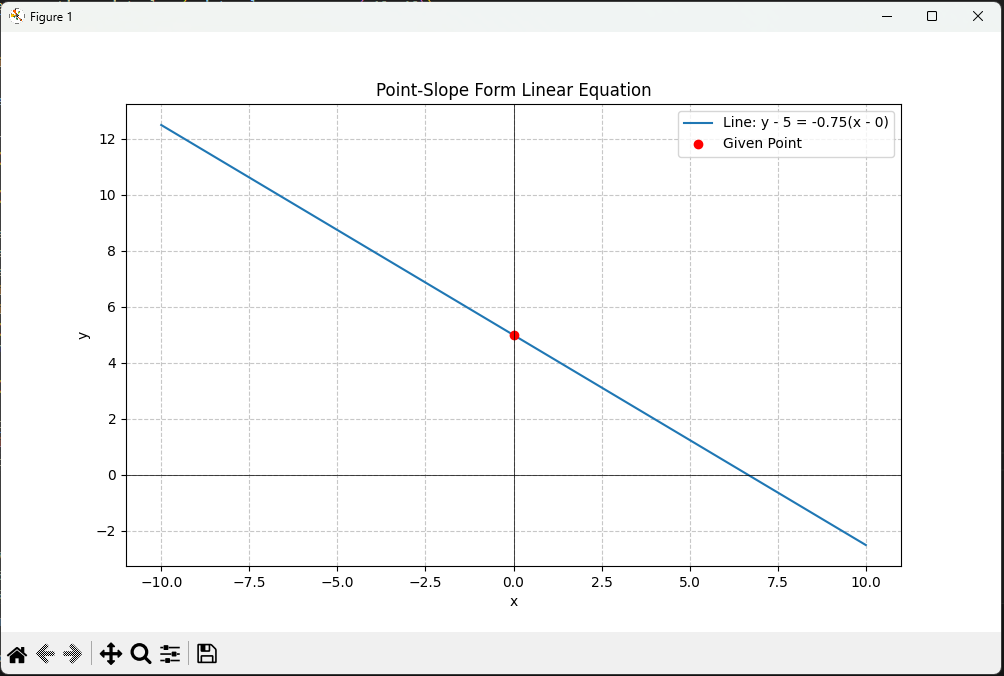 Figure 1
Point-Slope Form Linear Equation
Line: y - 5 = -0.75(x - 0)
Given Point
12
10
8
6
4
2
0
−2
y
−10.0 −7.5 −5.0 −2.5 0.0 2.5 5.0 7.5 10.0
x